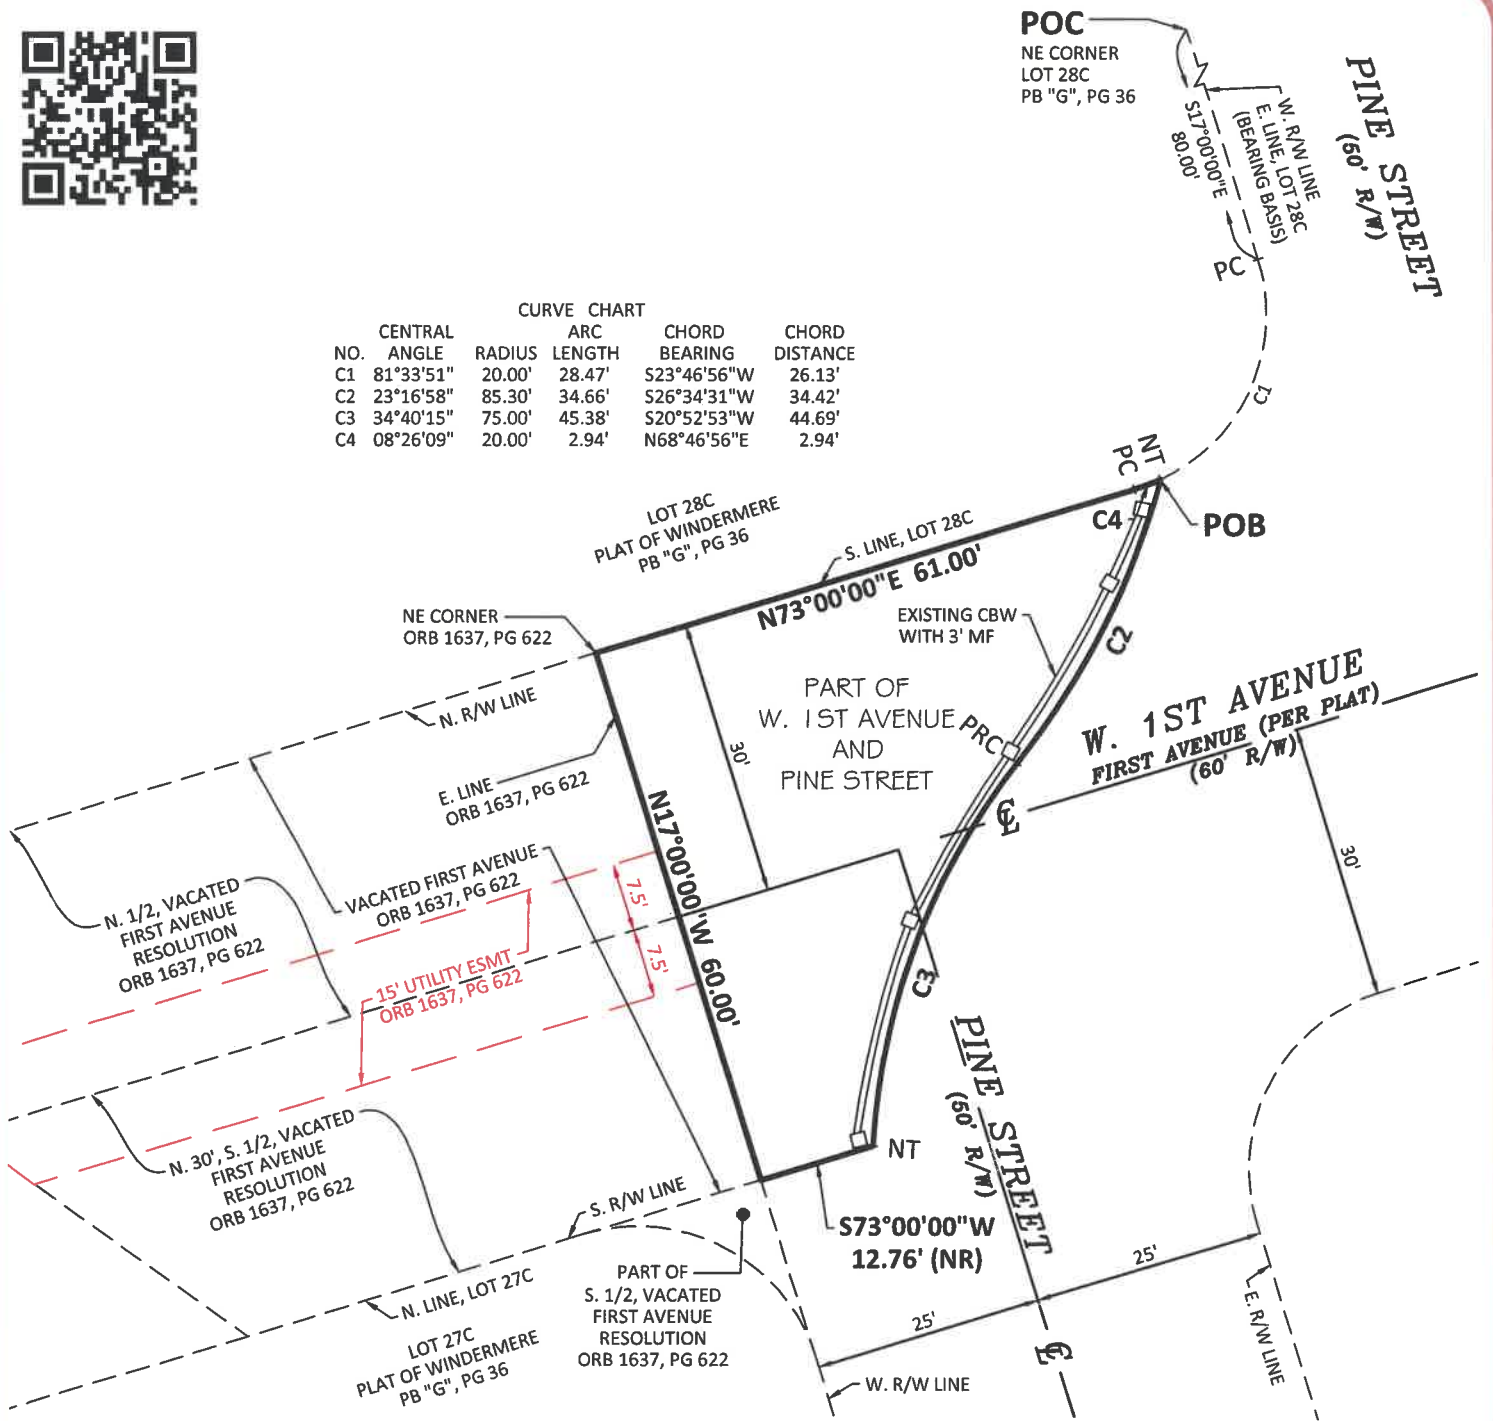 POC
NE CORNER
LOT 28C
PB "G", PG 36
S17°00'00"E
80.00'
W. R/W LINE
E. LINE, LOT 28C
(BEARING BASIS)
PINE STREET
(50' R/W)
PC
C1
CURVE CHART
CENTRAL ARC CHORD CHORD
NO. ANGLE RADIUS LENGTH BEARING DISTANCE
C1 81°33'51" 20.00' 28.47' S23°46'56"W 26.13'
C2 23°16'58" 85.30' 34.66' S26°34'31"W 34.42'
C3 34°40'15" 75.00' 45.38' S20°52'53"W 44.69'
C4 08°26'09" 20.00' 2.94' N68°46'56"E 2.94'
NT
PC
C4
POB
LOT 28C
PLAT OF WINDERMERE
PB "G", PG 36
S. LINE, LOT 28C
N73°00'00"E 61.00'
NE CORNER
ORB 1637, PG 622
EXISTING CBW
WITH 3' MF
C2
N. R/W LINE
PART OF
W. 1ST AVENUE
AND
PINE STREET
30'
PRC
W. 1ST AVENUE
FIRST AVENUE (PER PLAT)
(60' R/W)
CL
30'
E. LINE
ORB 1637, PG 622
N17°00'00"W 60.00'
VACATED FIRST AVENUE
ORB 1637, PG 622
7.5'
7.5'
N. 1/2, VACATED
FIRST AVENUE
RESOLUTION
ORB 1637, PG 622
15' UTILITY ESMT
ORB 1637, PG 622
C3
PINE STREET
(50' R/W)
N. 30', S. 1/2, VACATED
FIRST AVENUE
RESOLUTION
ORB 1637, PG 622
NT
S. R/W LINE
S73°00'00"W
12.76' (NR)
PART OF
S. 1/2, VACATED
FIRST AVENUE
RESOLUTION
ORB 1637, PG 622
N. LINE, LOT 27C
LOT 27C
PLAT OF WINDERMERE
PB "G", PG 36
25'
25'
CL
E. R/W LINE
W. R/W LINE